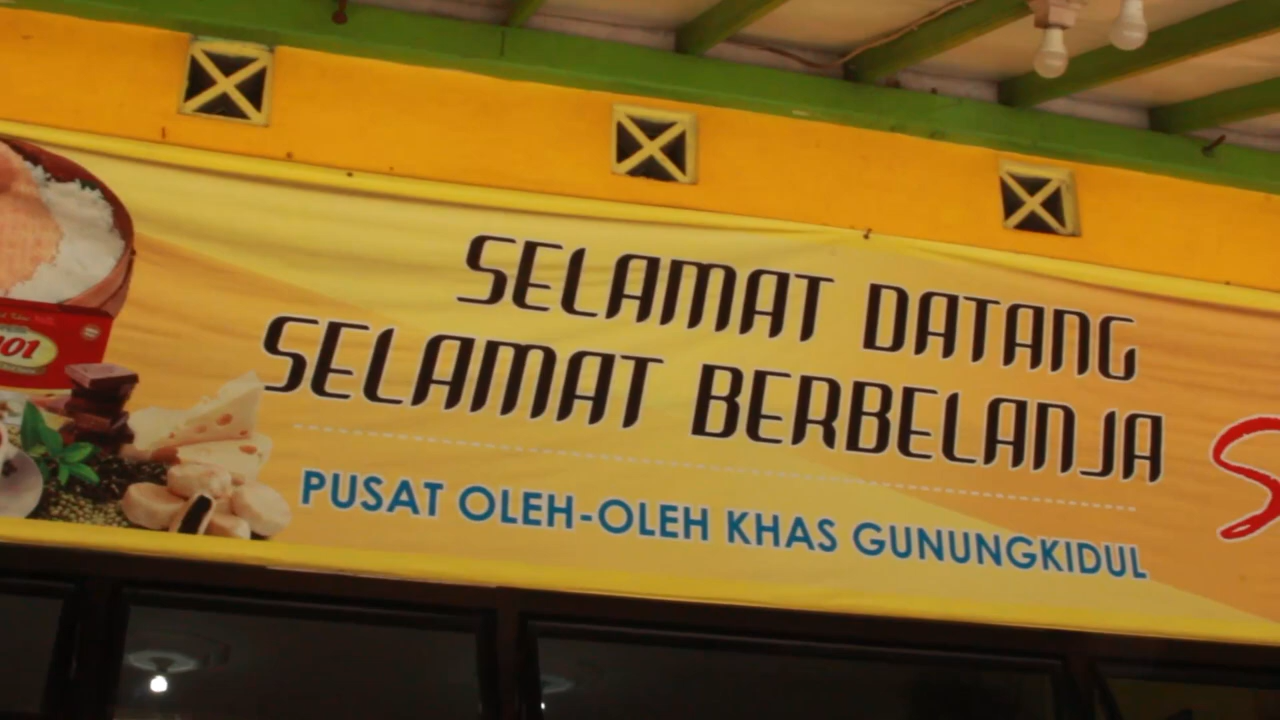 SELAMAT DATANG
SELAMAT BERBELANJA
PUSAT OLEH-OLEH KHAS GUNUNGKIDUL